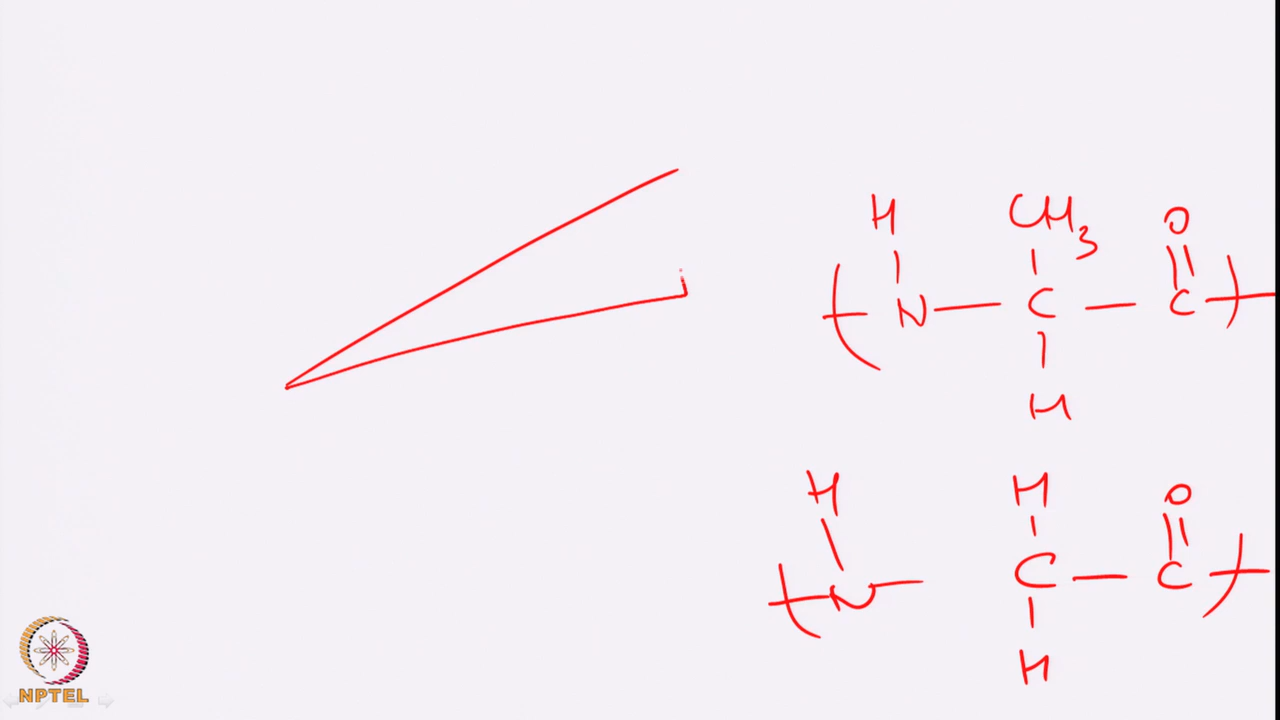 H CH3 O
( N — C — C )
H
H H O
( N — C — C )
H
NPTEL